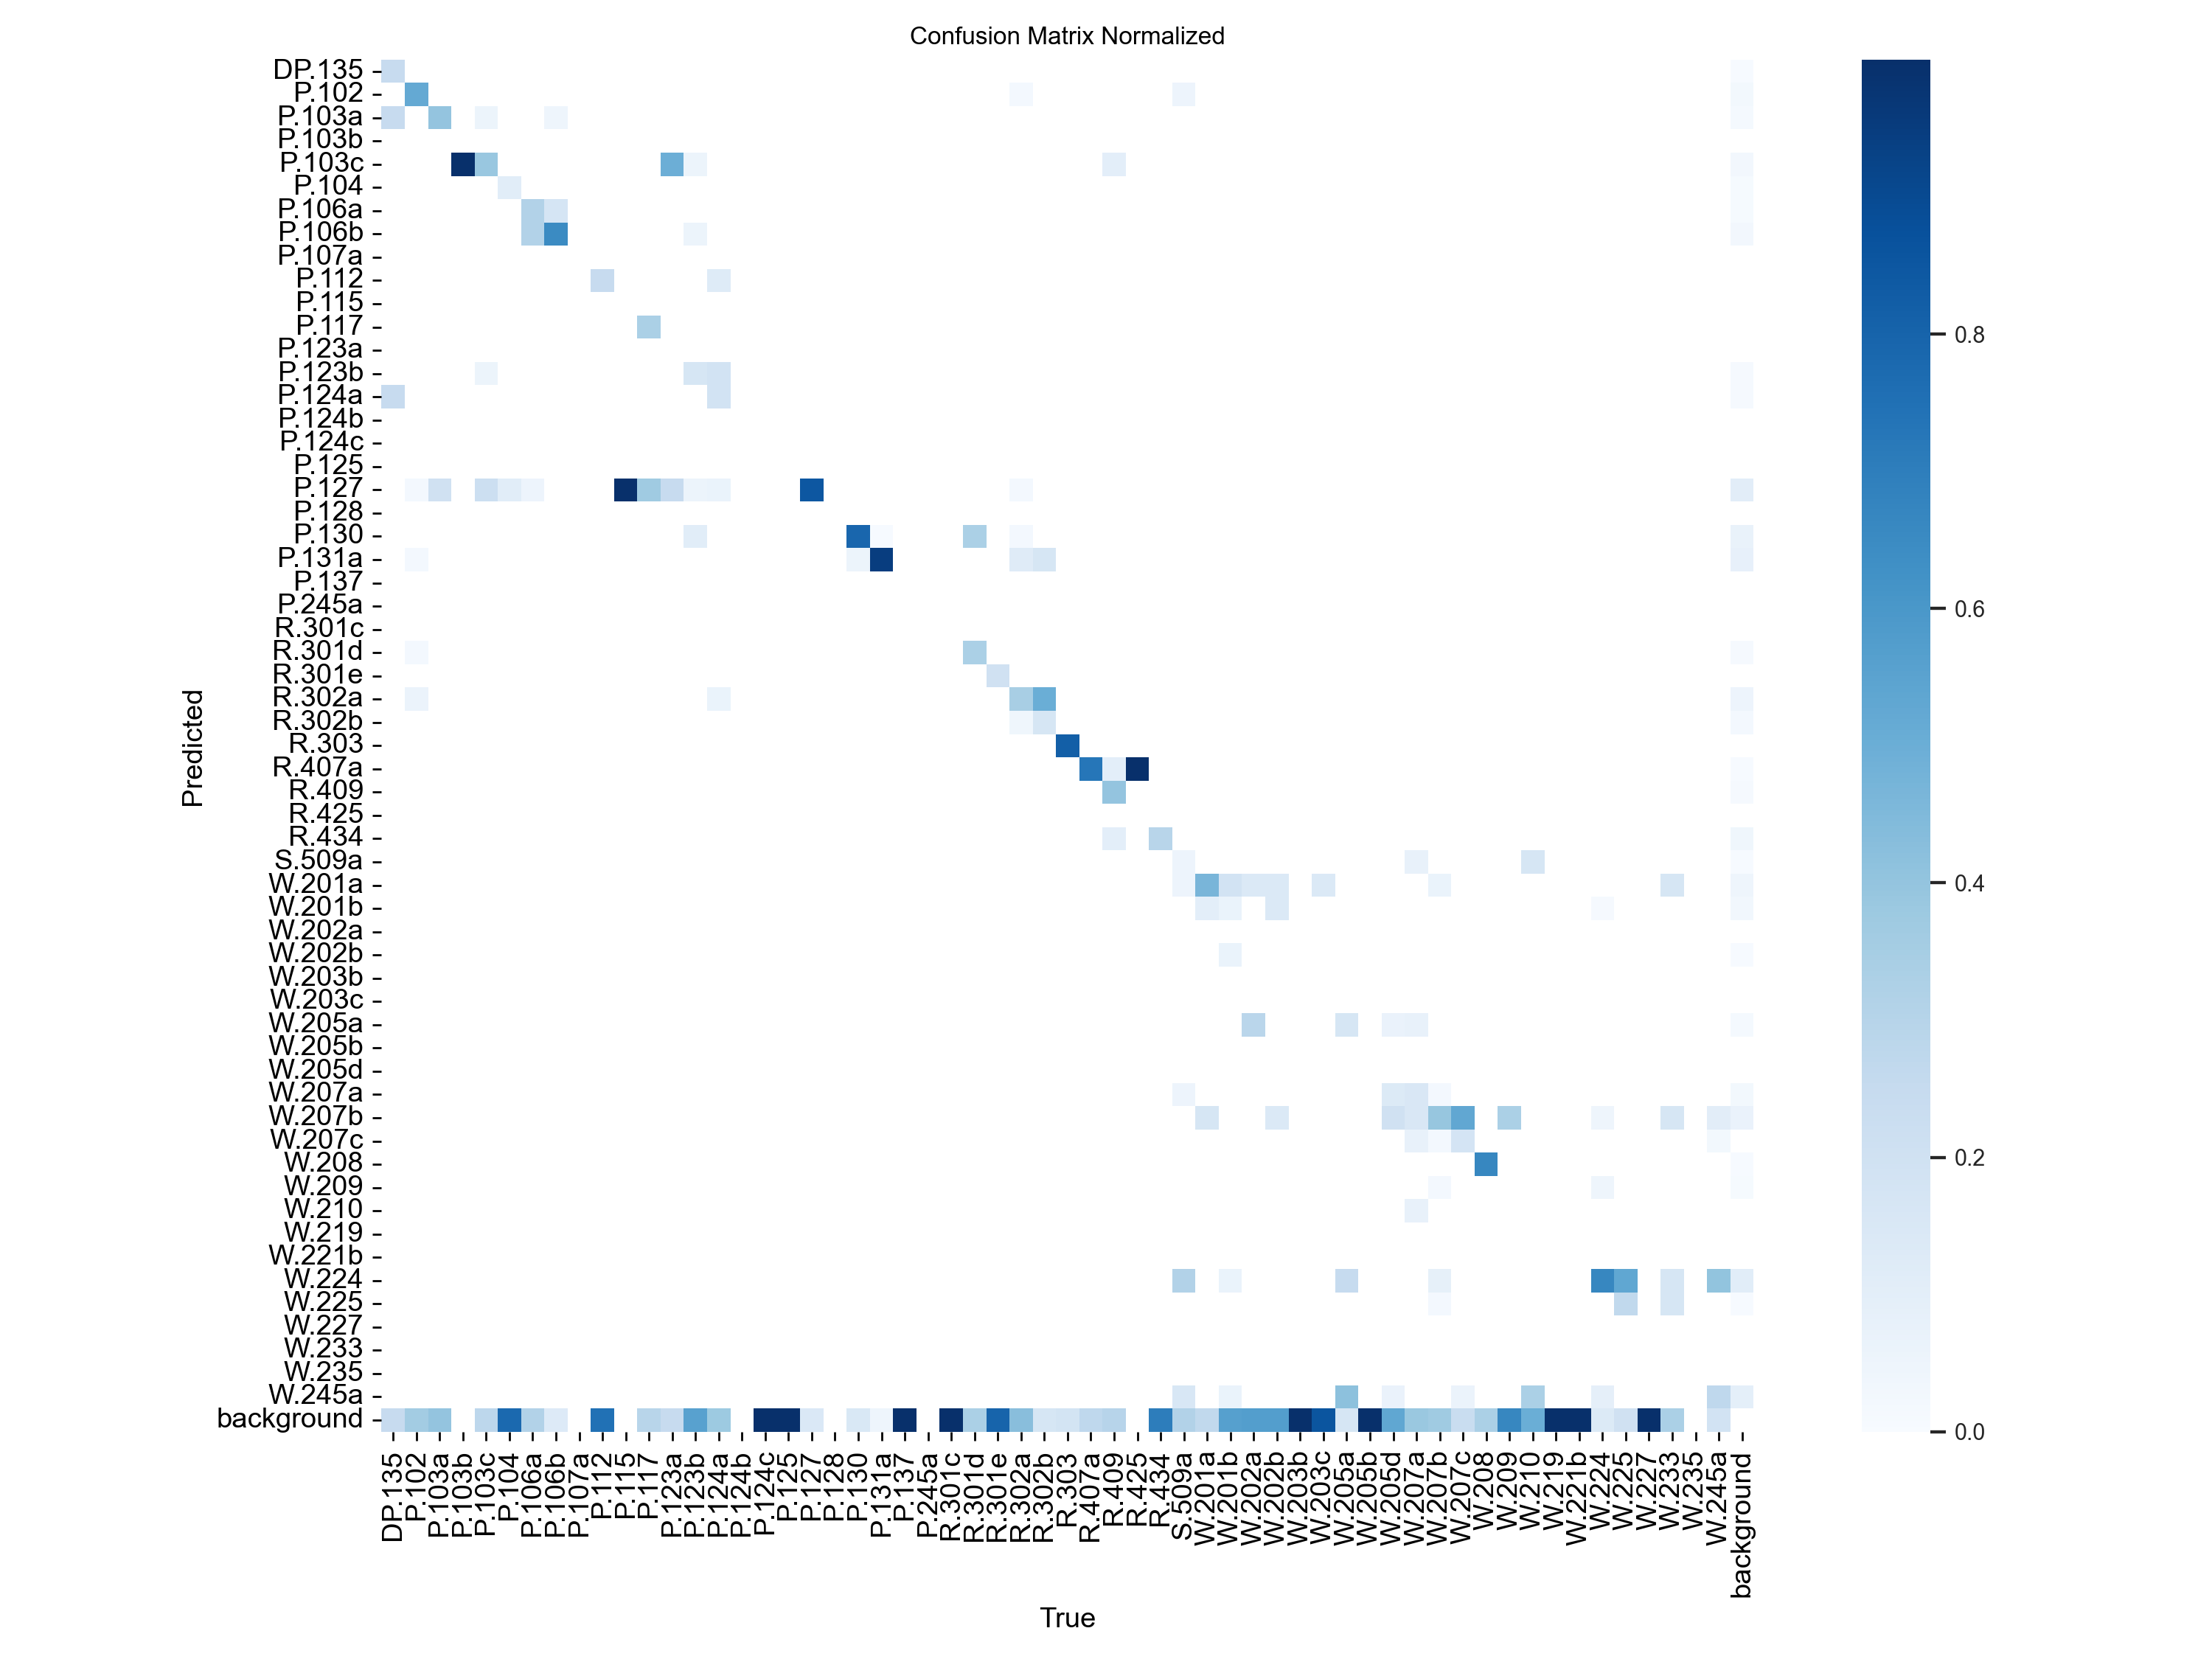 Confusion Matrix Normalized
DP.135
P.102
P.103a
P.103b
P.103c
P.104
P.106a
P.106b
P.107a
P.112
P.115
P.117
P.123a
P.123b
P.124a
P.124b
P.124c
P.125
P.127
P.128
P.130
P.131a
P.137
P.245a
R.301c
R.301d
R.301e
R.302a
R.302b
R.303
R.407a
R.409
R.425
R.434
S.509a
W.201a
W.201b
W.202a
W.202b
W.203b
W.203c
W.205a
W.205b
W.205d
W.207a
W.207b
W.207c
W.208
W.209
W.210
W.219
W.221b
W.224
W.225
W.227
W.233
W.235
W.245a
background
Predicted
DP.135
P.102
P.103a
P.103b
P.103c
P.104
P.106a
P.106b
P.107a
P.112
P.115
P.117
P.123a
P.123b
P.124a
P.124b
P.124c
P.125
P.127
P.128
P.130
P.131a
P.137
P.245a
R.301c
R.301d
R.301e
R.302a
R.302b
R.303
R.407a
R.409
R.425
R.434
S.509a
W.201a
W.201b
W.202a
W.202b
W.203b
W.203c
W.205a
W.205b
W.205d
W.207a
W.207b
W.207c
W.208
W.209
W.210
W.219
W.221b
W.224
W.225
W.227
W.233
W.235
W.245a
background
True
0.8
0.6
0.4
0.2
0.0